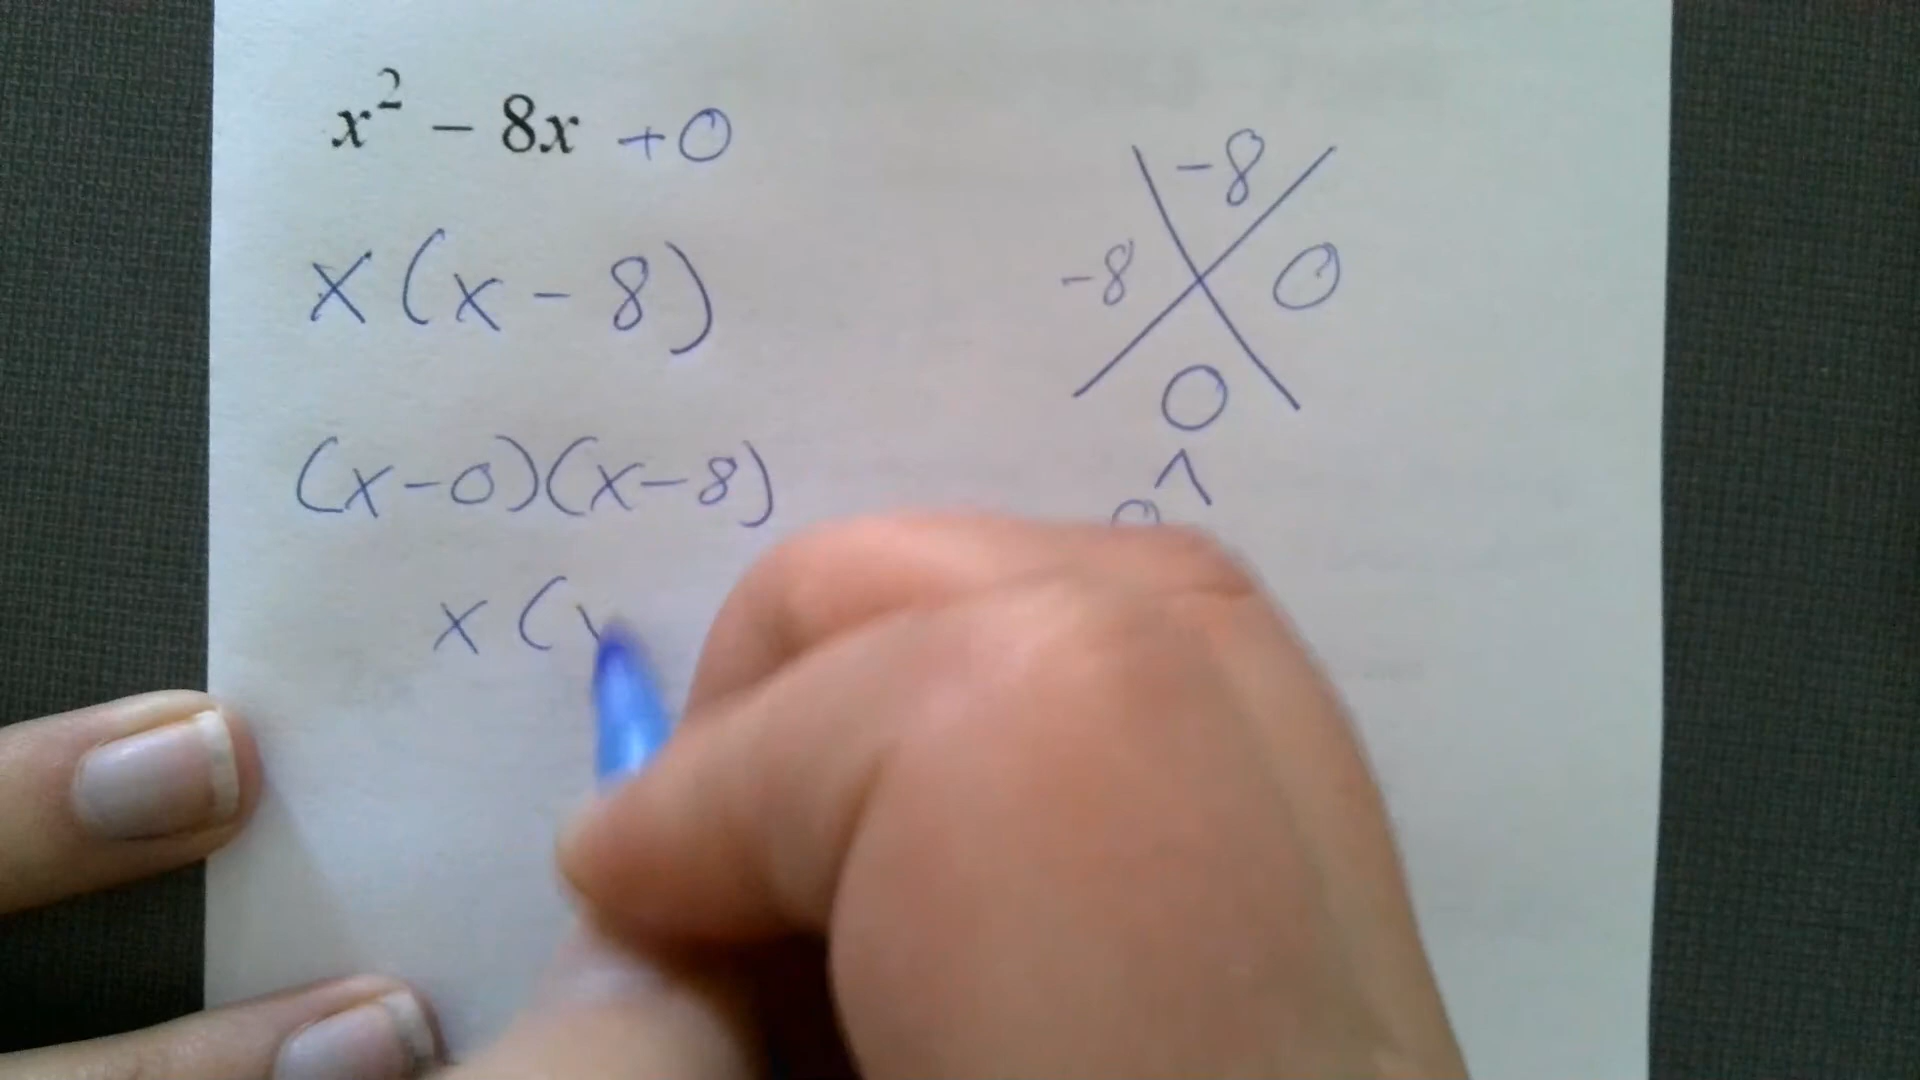 x² − 8x + 0
x(x − 8)
(x − 0)(x − 8)
x(
−8
−8 0
0